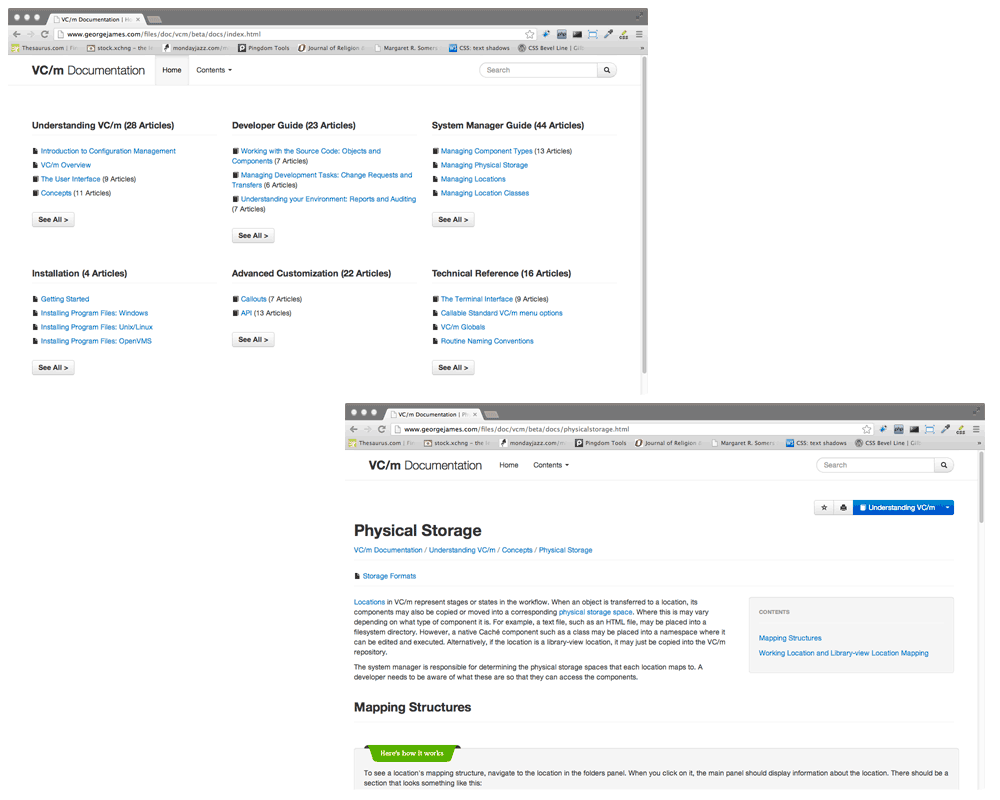 VC/m Documentation | H
www.georgejames.com/files/doc/vcm/beta/docs/index.html
Thesaurus.com | Fi stock.xchng – the l mondayjazz.com/m Pingdom Tools Journal of Religion & Margaret R. Somers CSS: text shadows CSS Bevel Line | Gith »
VC/m Documentation Home Contents Search
Understanding VC/m (28 Articles)
Introduction to Configuration Management
VC/m Overview
The User Interface (9 Articles)
Concepts (11 Articles)
See All >
Developer Guide (23 Articles)
Working with the Source Code: Objects and
Components (7 Articles)
Managing Development Tasks: Change Requests and
Transfers (6 Articles)
Understanding your Environment: Reports and Auditing
(7 Articles)
See All >
System Manager Guide (44 Articles)
Managing Component Types (13 Articles)
Managing Physical Storage
Managing Locations
Managing Location Classes
See All >
Installation (4 Articles)
Getting Started
Installing Program Files: Windows
Installing Program Files: Unix/Linux
Installing Program Files: OpenVMS
See All >
Advanced Customization (22 Articles)
Callouts (7 Articles)
API (13 Articles)
See All >
Technical Reference (16 Articles)
The Terminal Interface (9 Articles)
Callable Standard VC/m menu options
VC/m Globals
Routine Naming Conventions
See All >
VC/m Documentation | P
www.georgejames.com/files/doc/vcm/beta/docs/physicalstorage.html
Thesaurus.com | Fi stock.xchng – the l mondayjazz.com/m Pingdom Tools Journal of Religion & Margaret R. Somers CSS: text shadows CSS Bevel Line | Gith »
VC/m Documentation Home Contents Search
Understanding VC/m
Physical Storage
VC/m Documentation / Understanding VC/m / Concepts / Physical Storage
Storage Formats
Locations in VC/m represent stages or states in the workflow. When an object is transferred to a location, its
components may also be copied or moved into a corresponding physical storage space. Where this is may vary
depending on what type of component it is. For example, a text file, such as an HTML file, may be placed into a
filesystem directory. However, a native Caché component such as a class may be placed into a namespace where it
can be edited and executed. Alternatively, if the location is a library-view location, it may just be copied into the VC/m
repository.
The system manager is responsible for determining the physical storage spaces that each location maps to. A
developer needs to be aware of what these are so that they can access the components.
CONTENTS
Mapping Structures
Working Location and Library-view Location Mapping
Mapping Structures
Here's how it works
To see a location's mapping structure, navigate to the location in the folders panel. When you click on it, the main panel should display information about the location. There should be a
section that looks something like this: